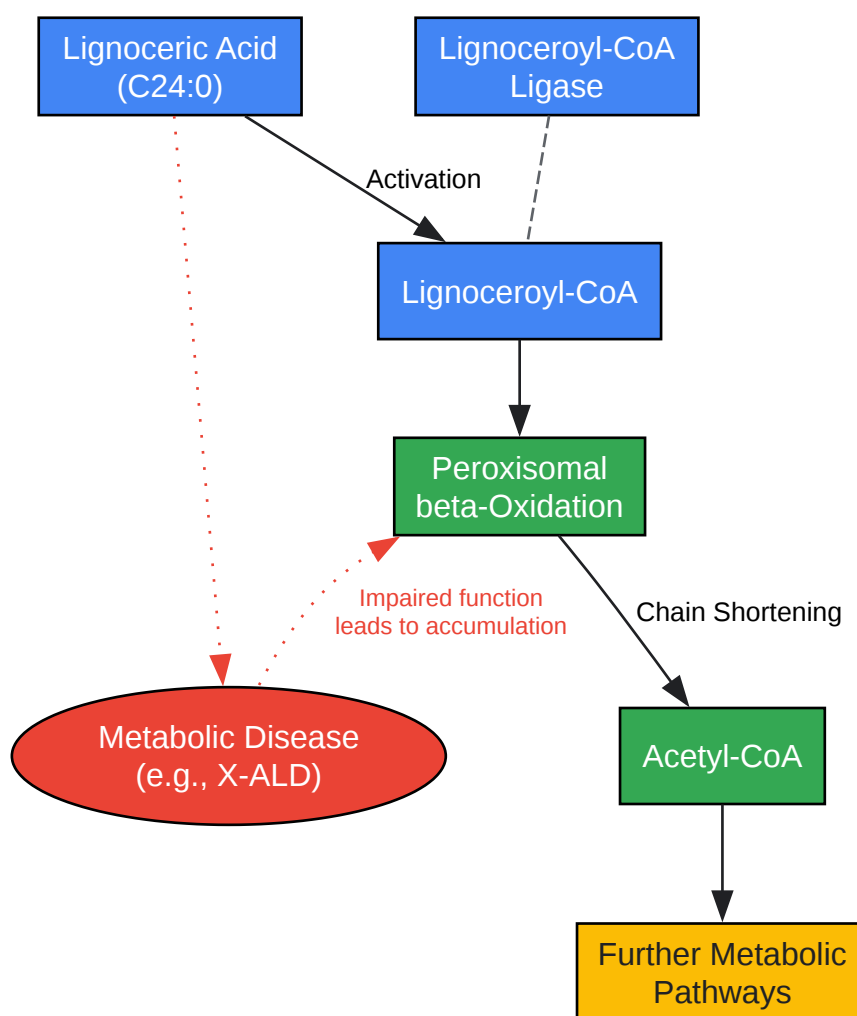 Lignoceric Acid
(C24:0)
Lignoceroyl-CoA
Ligase
Activation
Lignoceroyl-CoA
Peroxisomal
beta-Oxidation
Impaired function
leads to accumulation
Chain Shortening
Metabolic Disease
(e.g., X-ALD)
Acetyl-CoA
Further Metabolic
Pathways